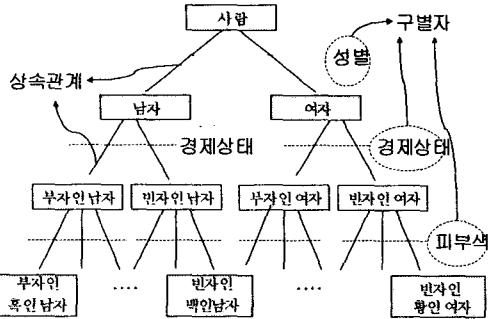 사람
구별자
성별
상속관계
남자
여자
경제상태
경제상태
부자인 남자
빈자인 남자
부자인 여자
빈자인 여자
피부색
부자인
흑인 남자
....
빈자인
백인남자
....
빈자인
황인 여자